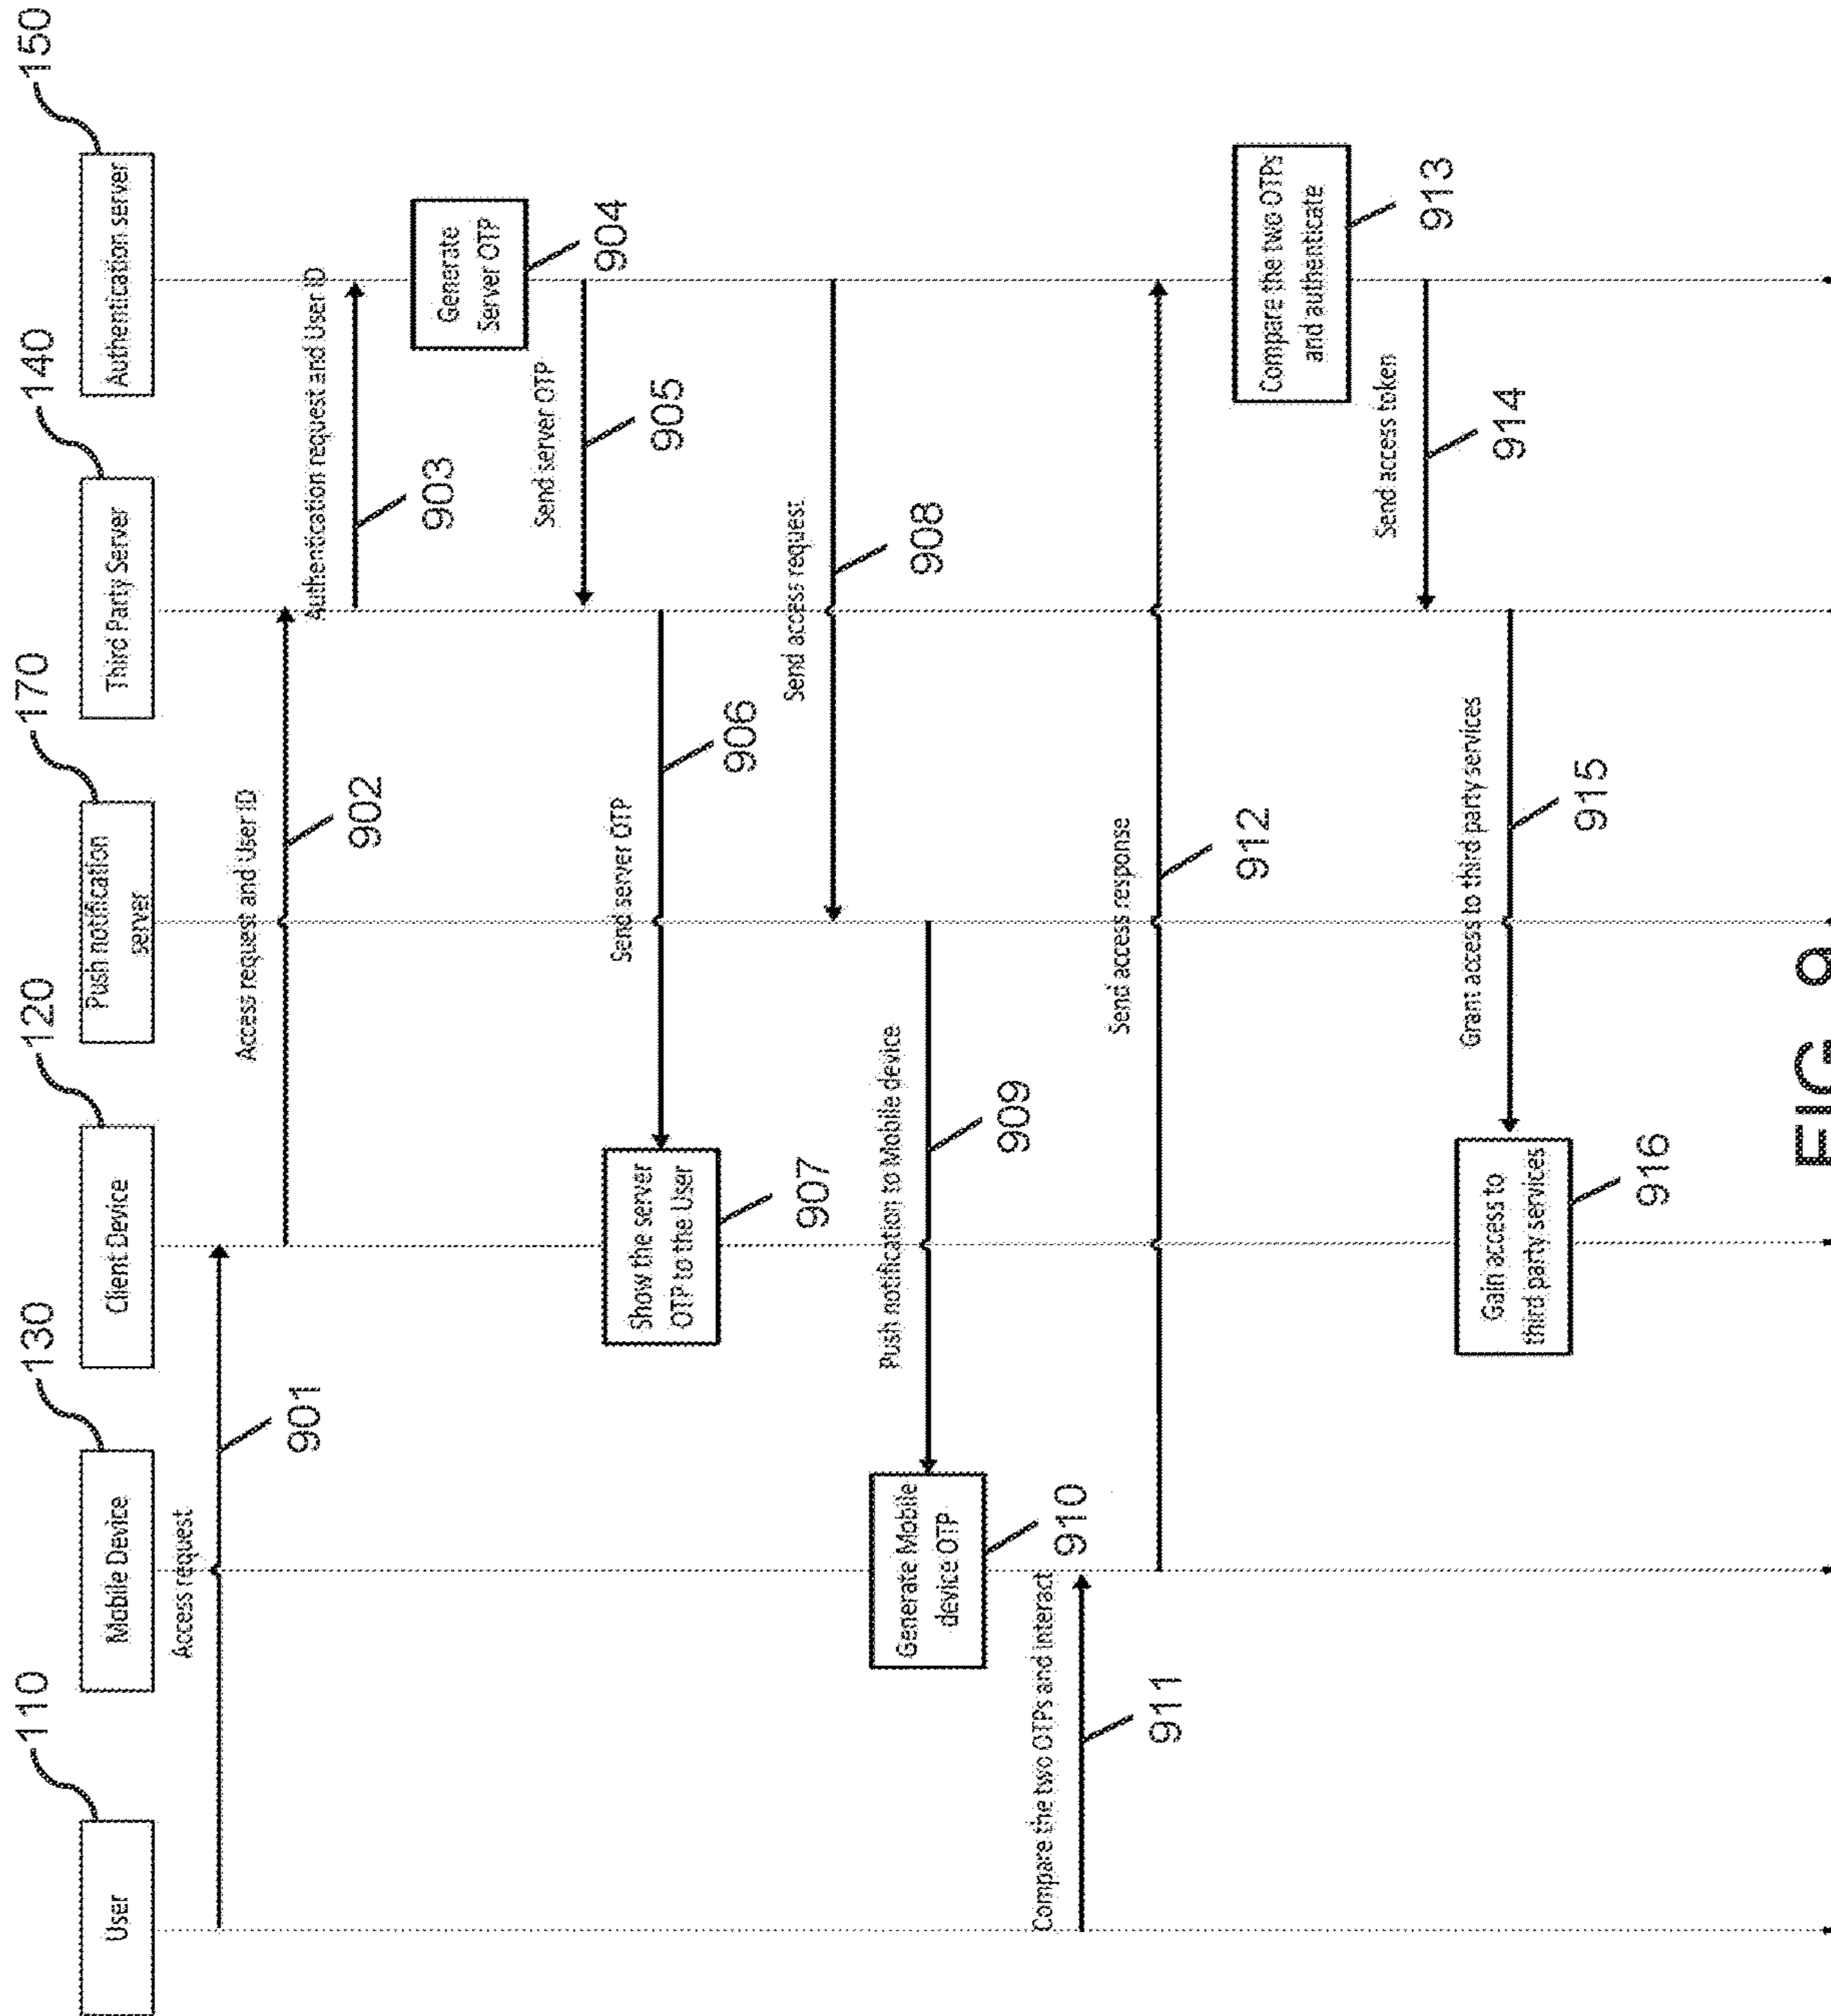 110
130
120
170
140
150
User
Mobile Device
Client Device
Push notification
server
Third Party Server
Authentication server
Access request
901
Access request and User ID
902
Authentication request and User ID
903
Generate
Server OTP
904
Send server OTP
905
Send server OTP
906
Show the server
OTP to the User
907
Send access request
908
Push notification to Mobile device
909
Generate Mobile
device OTP
910
Compare the two OTPs and interact
911
Send access response
912
Compare the two OTPs
and authenticate
913
Send access token
914
Grant access to third party services
915
Gain access to
third party services
916
FIG. 9